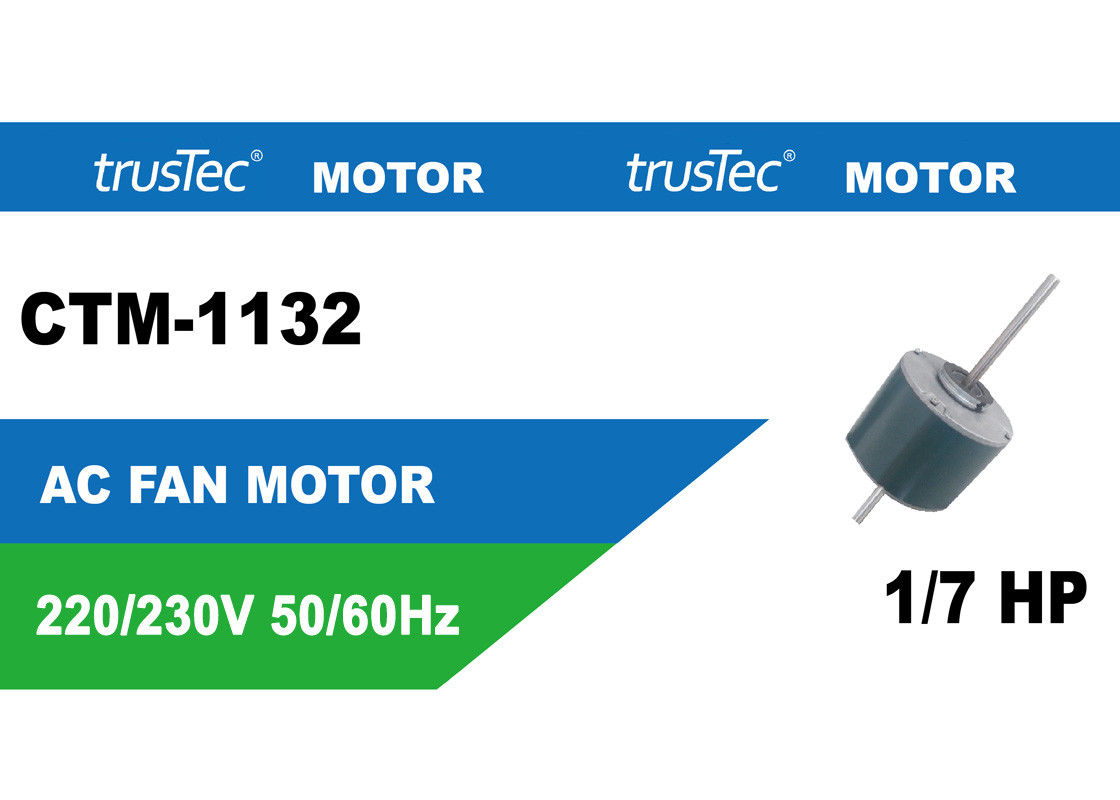 trusTec® MOTOR trusTec® MOTOR
CTM-1132
AC FAN MOTOR
220/230V 50/60Hz
1/7 HP